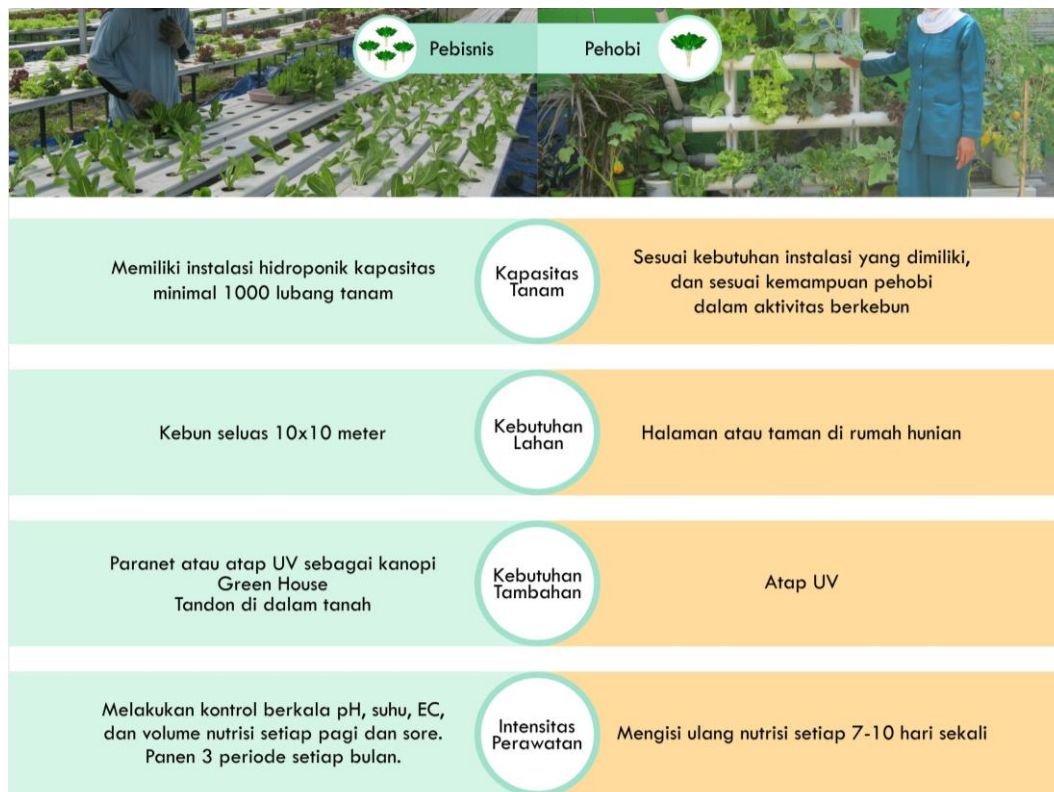 Pebisnis
Pehobi
Memiliki instalasi hidroponik kapasitas
minimal 1000 lubang tanam
Kapasitas
Tanam
Sesuai kebutuhan instalasi yang dimiliki,
dan sesuai kemampuan pehobi
dalam aktivitas berkebun
Kebun seluas 10x10 meter
Kebutuhan
Lahan
Halaman atau taman di rumah hunian
Paranet atau atap UV sebagai kanopi
Green House
Tandon di dalam tanah
Kebutuhan
Tambahan
Atap UV
Melakukan kontrol berkala pH, suhu, EC,
dan volume nutrisi setiap pagi dan sore.
Panen 3 periode setiap bulan.
Intensitas
Perawatan
Mengisi ulang nutrisi setiap 7-10 hari sekali